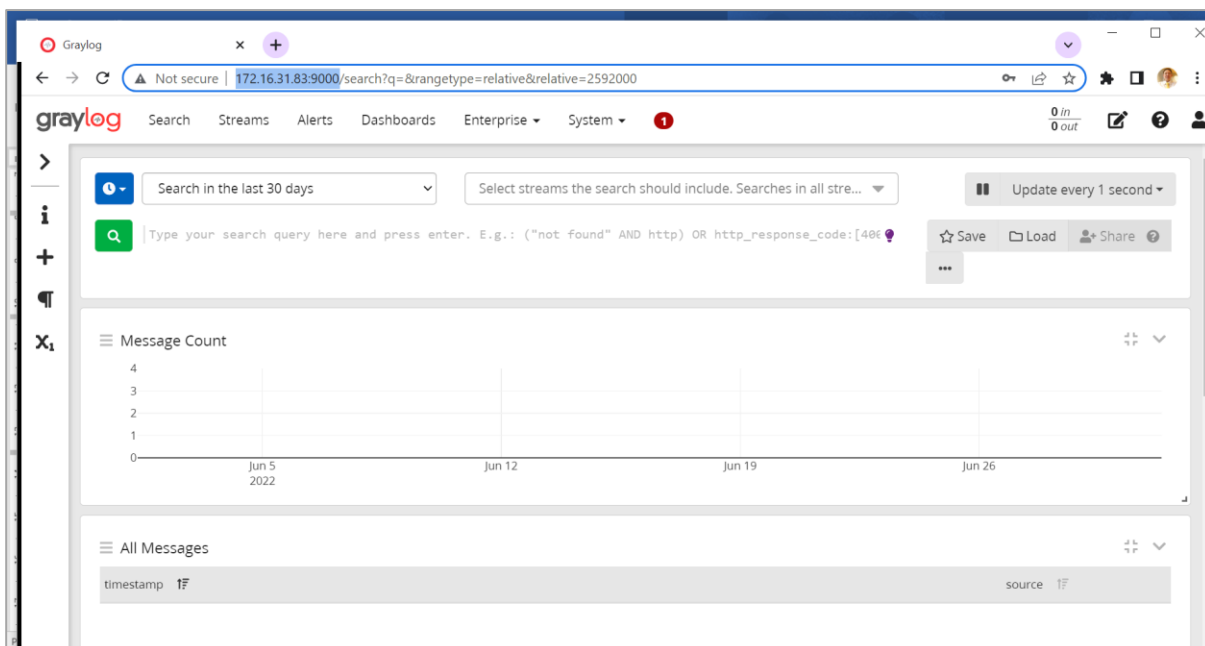 Graylog
Not secure | 172.16.31.83:9000/search?q=&rangetype=relative&relative=2592000
graylog Search Streams Alerts Dashboards Enterprise System 1 0 in
0 out
Search in the last 30 days Select streams the search should include. Searches in all stre... Update every 1 second
Type your search query here and press enter. E.g.: ("not found" AND http) OR http_response_code:[40 Save Load Share
Message Count
4
3
2
1
0
Jun 5 Jun 12 Jun 19 Jun 26
2022
All Messages
timestamp source